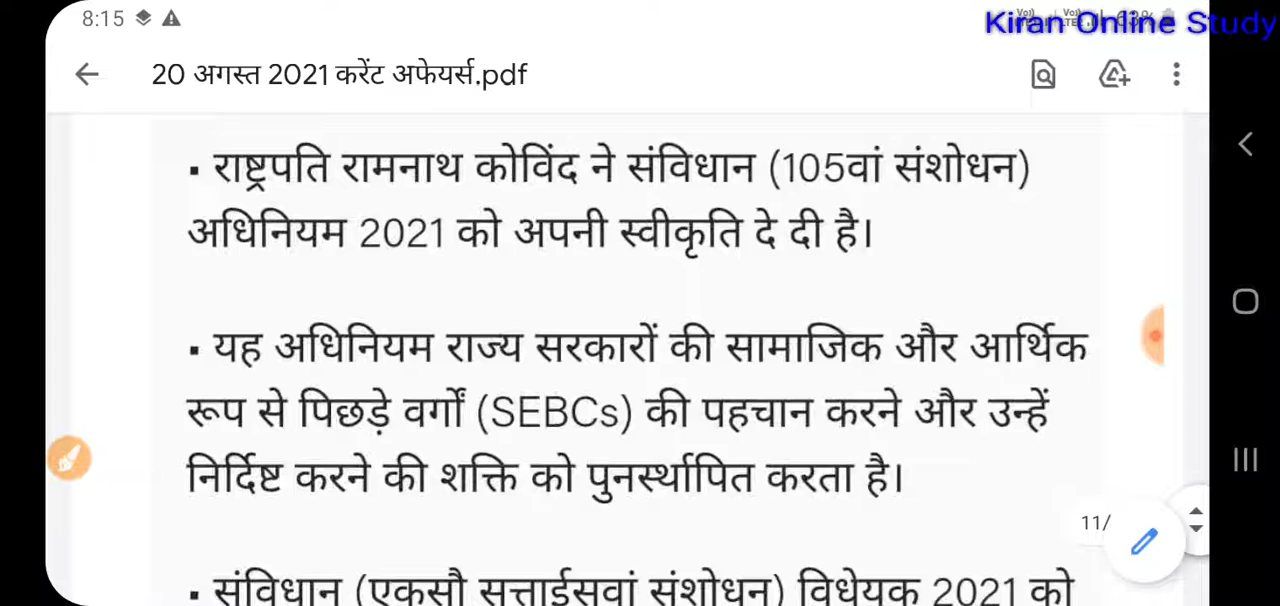 8:15
Kiran Online Study
63%
20 अगस्त 2021 करेंट अफेयर्स.pdf
▪ राष्ट्रपति रामनाथ कोविंद ने संविधान (105वां संशोधन)
अधिनियम 2021 को अपनी स्वीकृति दे दी है।
▪ यह अधिनियम राज्य सरकारों की सामाजिक और आर्थिक
रूप से पिछड़े वर्गों (SEBCs) की पहचान करने और उन्हें
निर्दिष्ट करने की शक्ति को पुनर्स्थापित करता है।
11/
▪ संविधान (एकसौ सत्ताईसवां संशोधन) विधेयक 2021 को